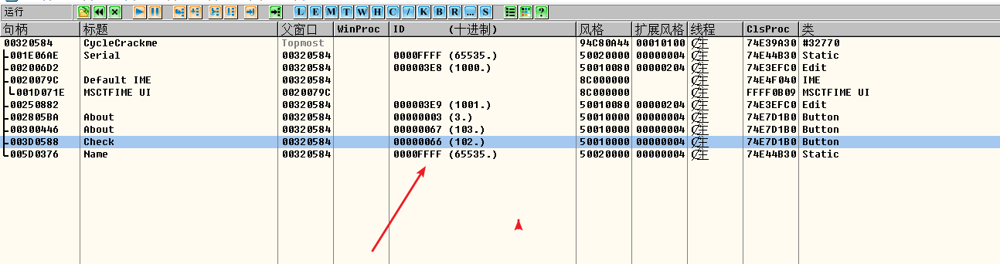 运行 L E M T W H C / K B R ... S ?
句柄 标题 父窗口 WinProc ID (十进制) 风格 扩展风格 线程 ClsProc 类
00320584 CycleCrackme Topmost 94C80A44 00010100 主 74E39A30 #32770
001E06AE Serial 00320584 0000FFFF (65535.) 50020000 00000004 主 74E44B30 Static
002006D2 00320584 000003E8 (1000.) 50010080 00000204 主 74E3EFC0 Edit
0020079C Default IME 00320584 8C000000 主 74E4F040 IME
001D071E MSCTFIME UI 0020079C 8C000000 主 FFFF0B09 MSCTFIME UI
00250882 00320584 000003E9 (1001.) 50010080 00000204 主 74E3EFC0 Edit
002805BA About 00320584 00000003 (3.) 50010000 00000004 主 74E7D1B0 Button
00300446 About 00320584 00000067 (103.) 50010000 00000004 主 74E7D1B0 Button
003D0588 Check 00320584 00000066 (102.) 50010000 00000004 主 74E7D1B0 Button
005D0376 Name 00320584 0000FFFF (65535.) 50020000 00000004 主 74E44B30 Static